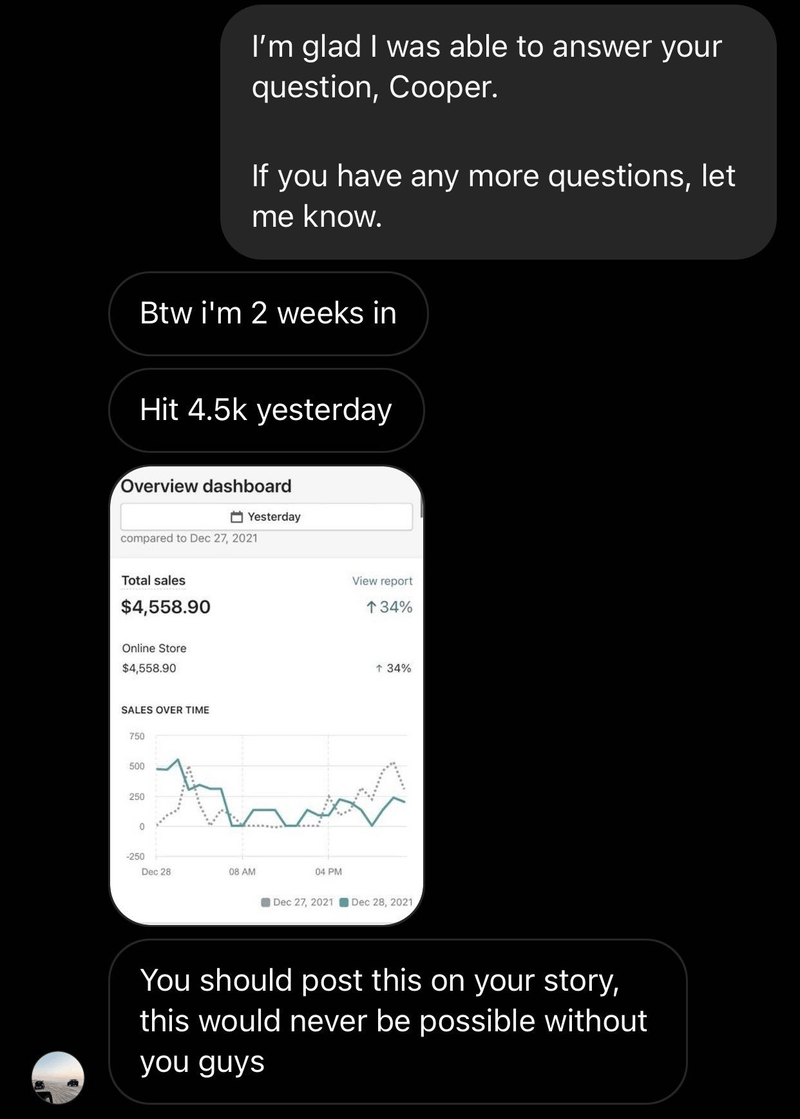 I’m glad I was able to answer your
question, Cooper.
If you have any more questions, let
me know.
Btw i'm 2 weeks in
Hit 4.5k yesterday
Overview dashboard
Yesterday
compared to Dec 27, 2021
Total sales View report
$4,558.90 ↑34%
Online Store
$4,558.90 ↑ 34%
SALES OVER TIME
750
500
250
0
-250
Dec 28 08 AM 04 PM
Dec 27, 2021 Dec 28, 2021
You should post this on your story,
this would never be possible without
you guys